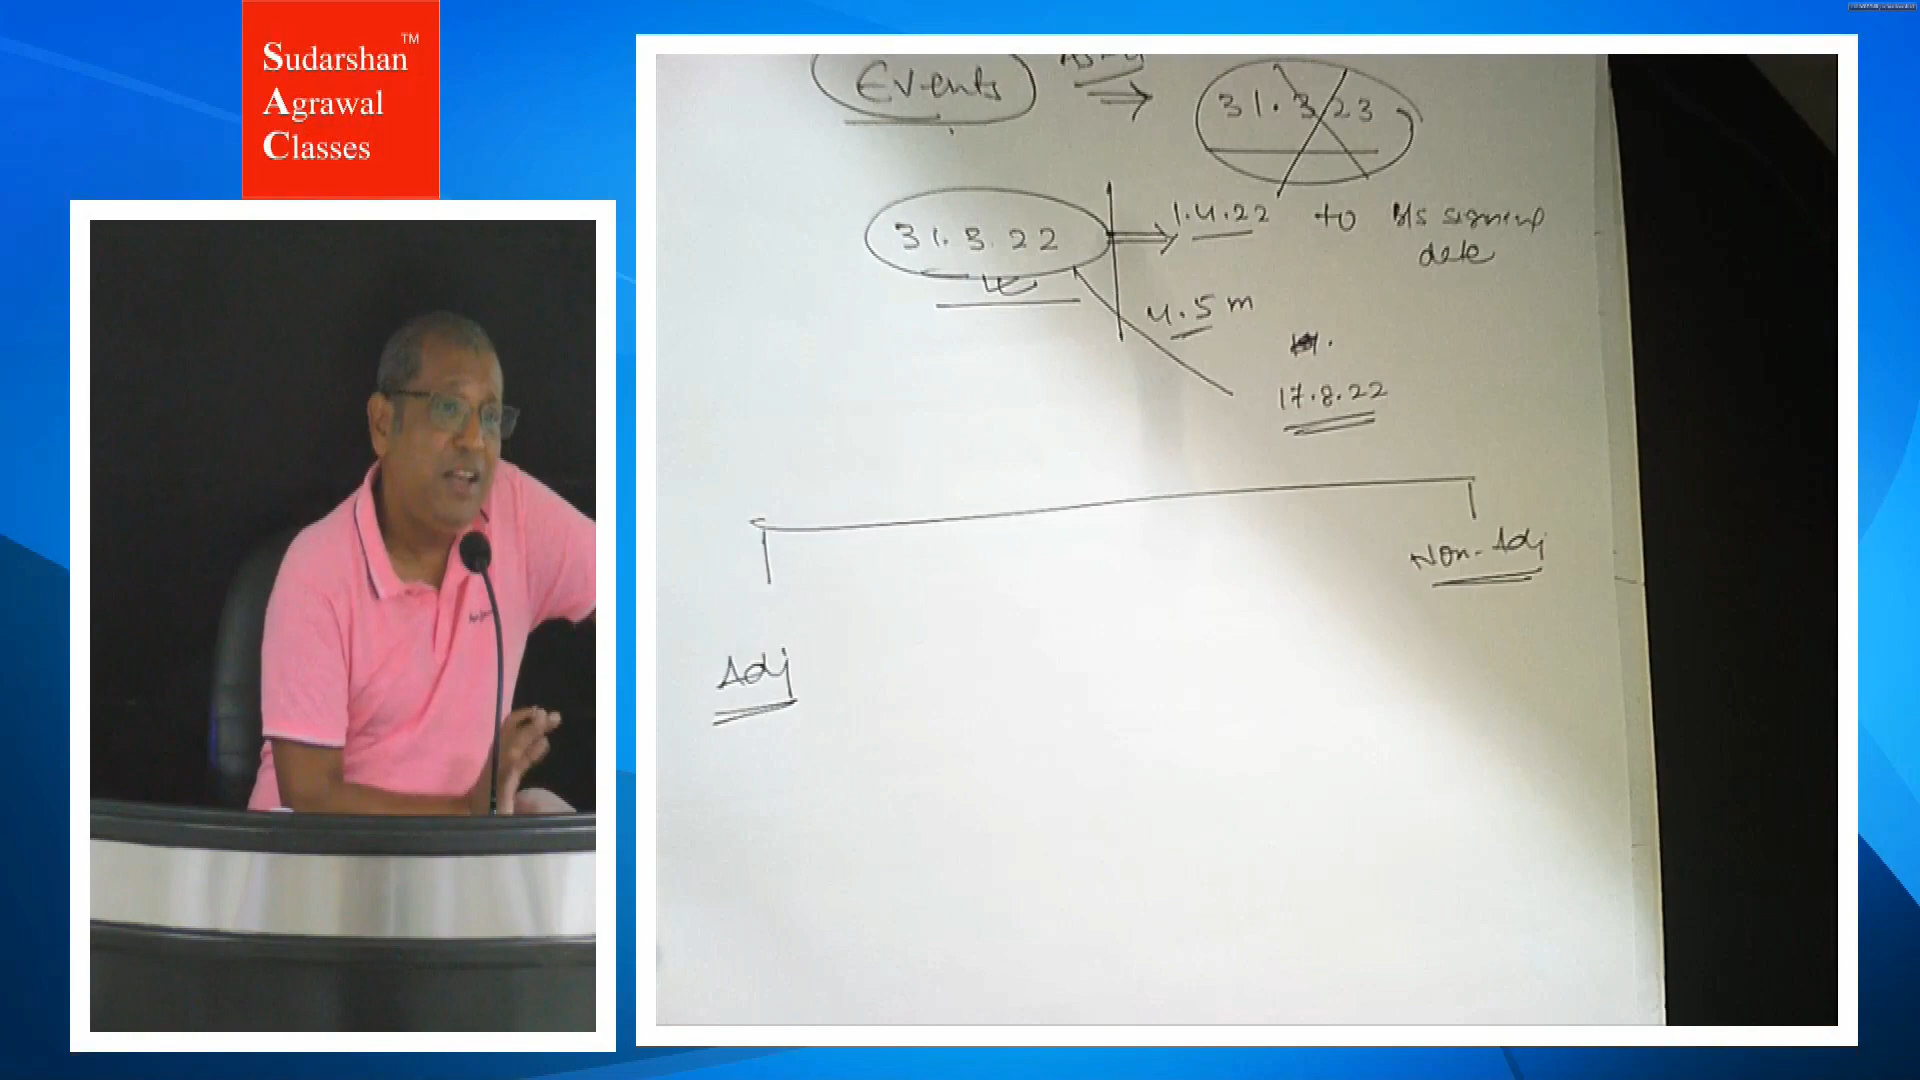 Sudarshan™
Agrawal
Classes
Events
31.3.23
31.3.22
1.4.22 to B/s signing
date
4.5 m
17.8.22
Non-Adj
Adj